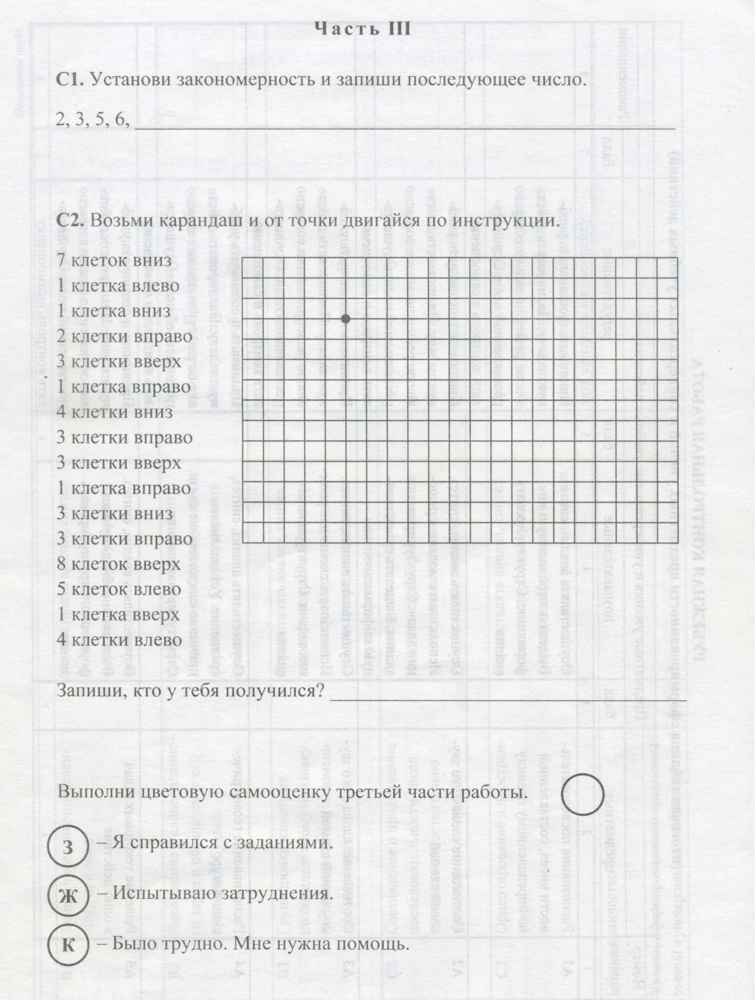 Часть III
С1. Установи закономерность и запиши последующее число.
2, 3, 5, 6,
С2. Возьми карандаш и от точки двигайся по инструкции.
7 клеток вниз
1 клетка влево
1 клетка вниз
2 клетки вправо
3 клетки вверх
1 клетка вправо
4 клетки вниз
3 клетки вправо
3 клетки вверх
1 клетка вправо
3 клетки вниз
3 клетки вправо
8 клеток вверх
5 клеток влево
1 клетка вверх
4 клетки влево
Запиши, кто у тебя получился?
Выполни цветовую самооценку третьей части работы.
З – Я справился с заданиями.
Ж – Испытываю затруднения.
К – Было трудно. Мне нужна помощь.